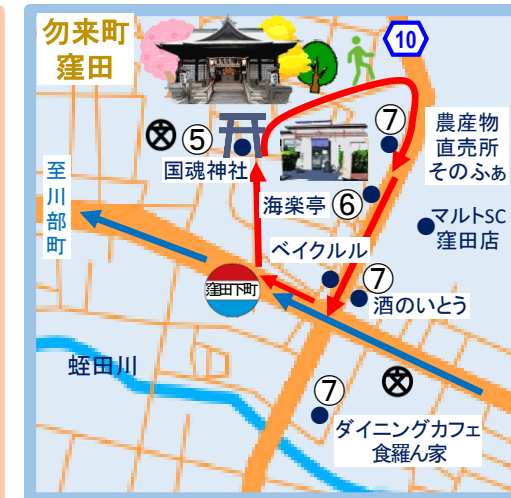 勿来町
窪田
10
⑤
国魂神社
⑦
農産物
直売所
そのふぁ
至川部町
海楽亭
⑥
マルトSC
窪田店
ベイクルル
窪田下町
⑦
酒のいとう
蛭田川
⑦
ダイニングカフェ
食羅ん家